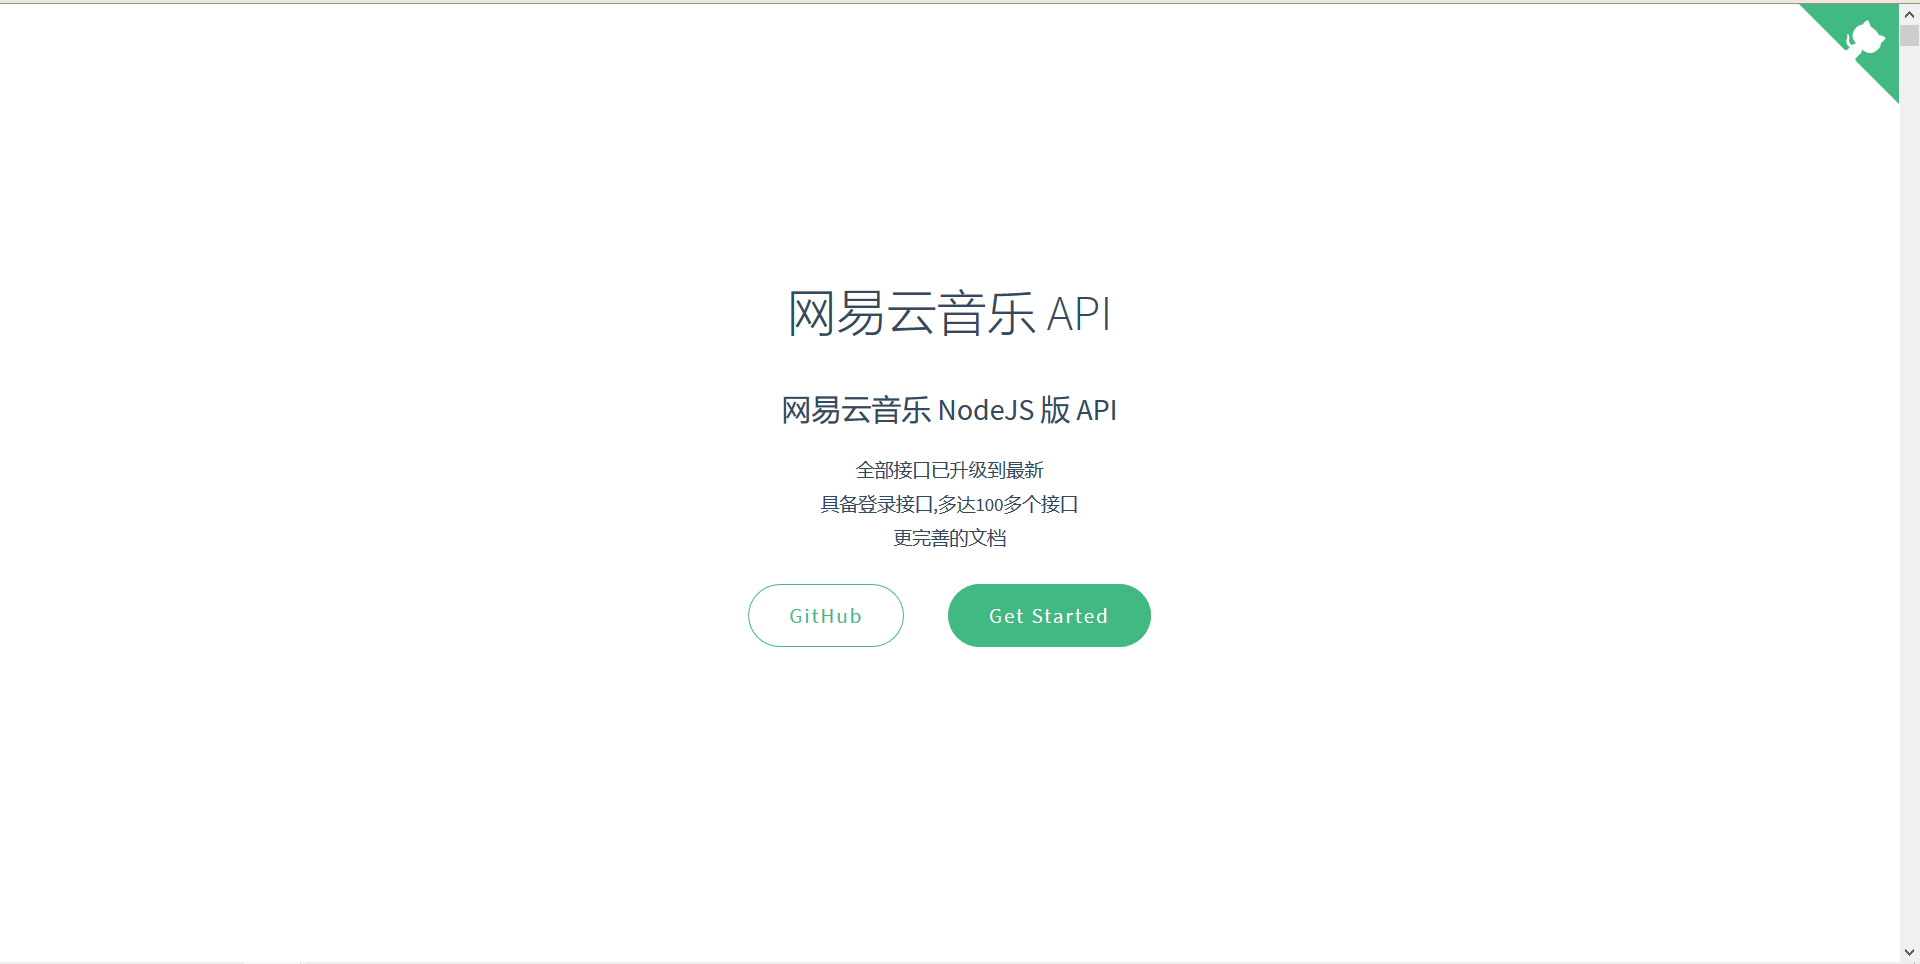 网易云音乐 API
网易云音乐 NodeJS 版 API
全部接口已升级到最新
具备登录接口,多达100多个接口
更完善的文档
GitHub
Get Started